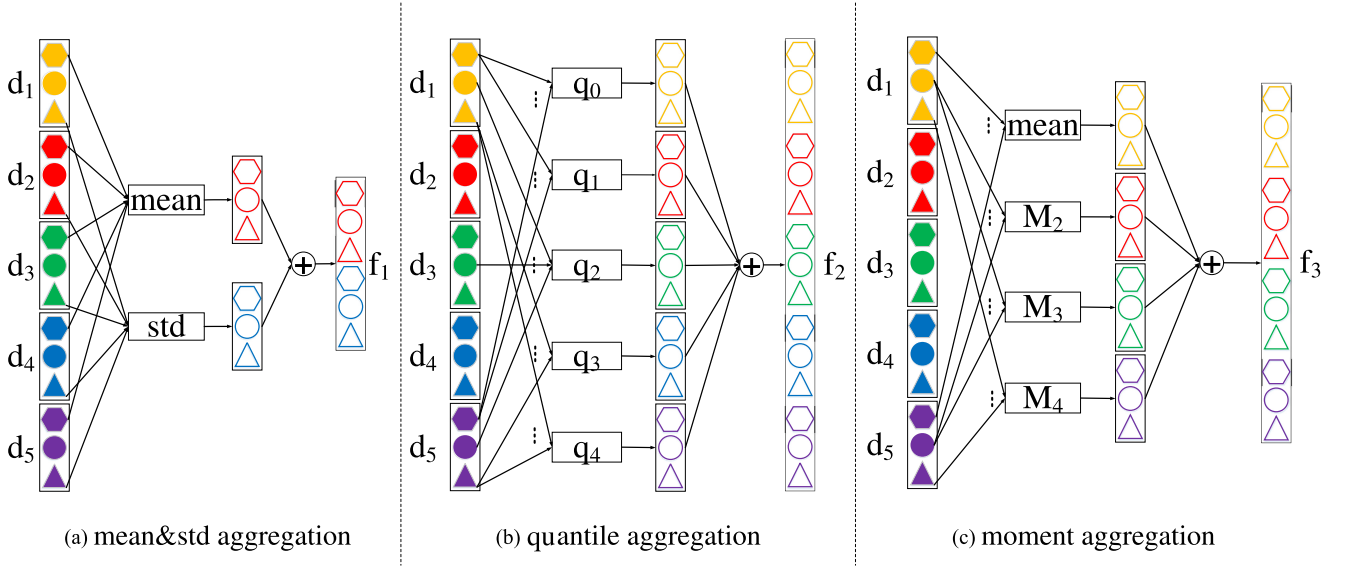 d1
d2
d3
d4
d5
mean
std
+
f1
(a) mean&std aggregation
d1
d2
d3
d4
d5
q0
q1
q2
q3
q4
+
f2
(b) quantile aggregation
d1
d2
d3
d4
d5
mean
M2
M3
M4
+
f3
(c) moment aggregation